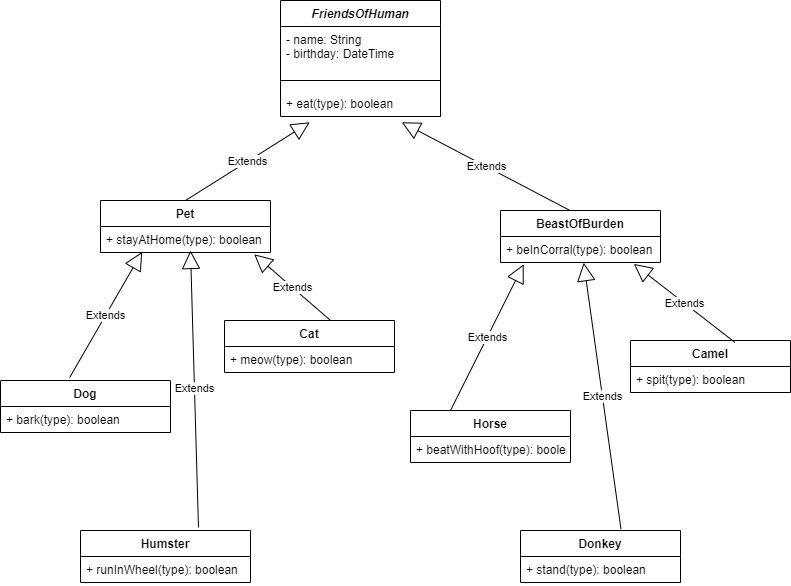 FriendsOfHuman
- name: String
- birthday: DateTime
+ eat(type): boolean
Extends
Extends
Pet
+ stayAtHome(type): boolean
BeastOfBurden
+ beInCorral(type): boolean
Extends
Extends
Extends
Extends
Extends
Extends
Cat
+ meow(type): boolean
Camel
+ spit(type): boolean
Dog
+ bark(type): boolean
Horse
+ beatWithHoof(type): boole
Humster
+ runInWheel(type): boolean
Donkey
+ stand(type): boolean